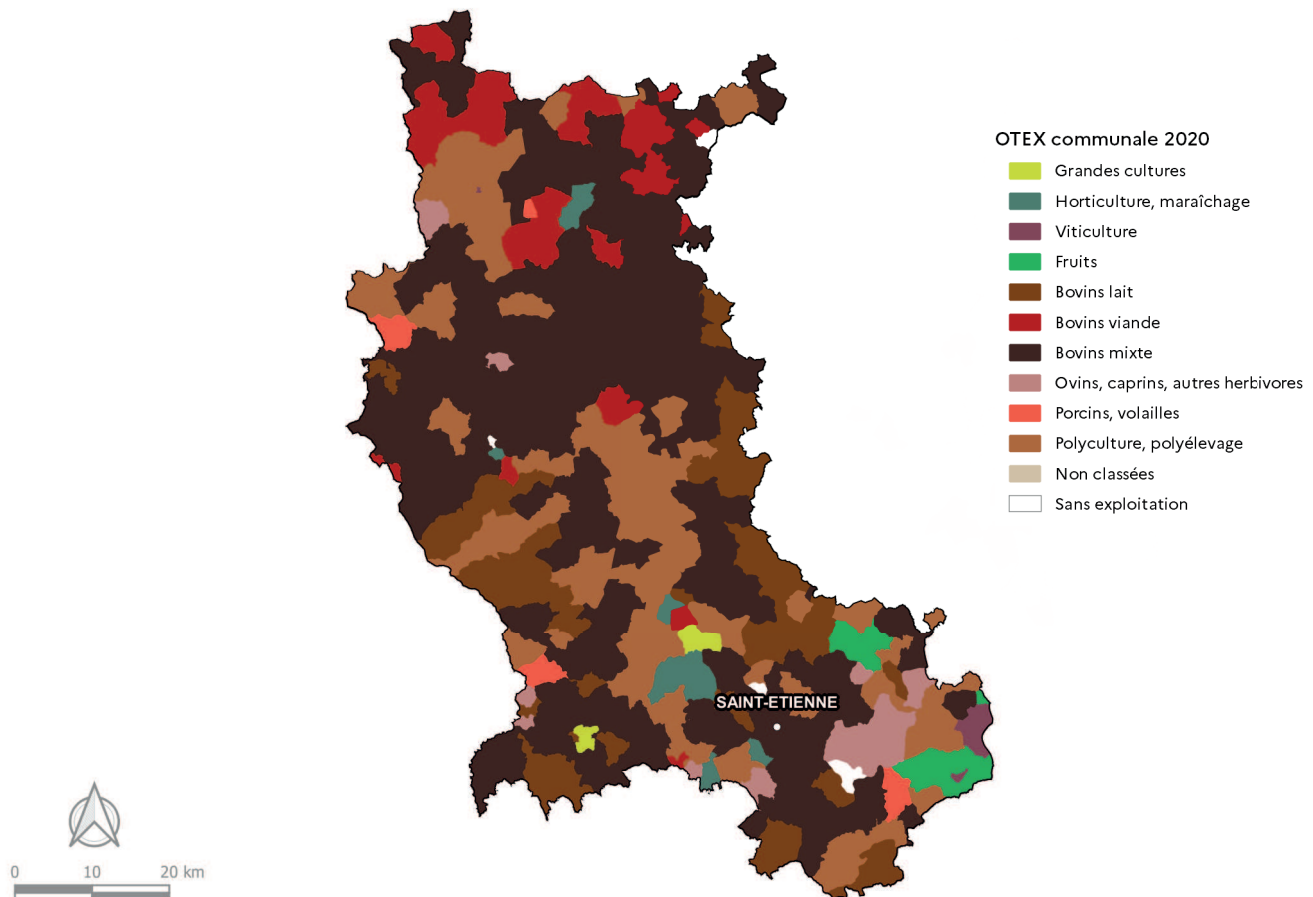 OTEX communale 2020
Grandes cultures
Horticulture, maraîchage
Viticulture
Fruits
Bovins lait
Bovins viande
Bovins mixte
Ovins, caprins, autres herbivores
Porcins, volailles
Polyculture, polyélevage
Non classées
Sans exploitation
SAINT-ETIENNE
0 10 20 km